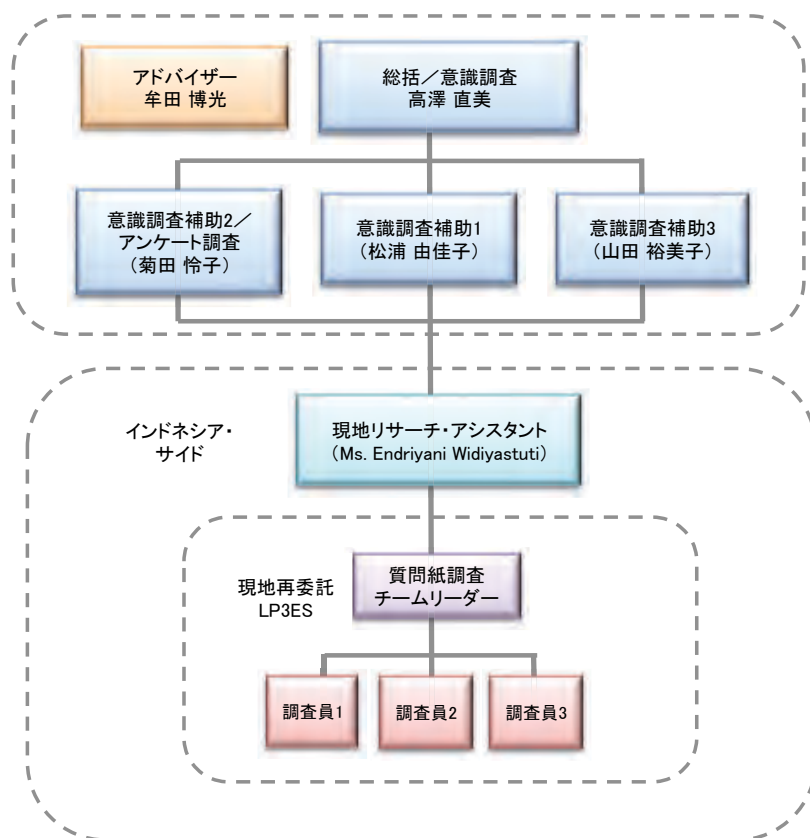 アドバイザー
牟田 博光
総括／意識調査
高澤 直美
意識調査補助2／
アンケート調査
（菊田 怜子）
意識調査補助1
（松浦 由佳子）
意識調査補助3
（山田 裕美子）
インドネシア・
サイド
現地リサーチ・アシスタント
（Ms. Endriyani Widiyastuti）
現地再委託
LP3ES
質問紙調査
チームリーダー
調査員1
調査員2
調査員3